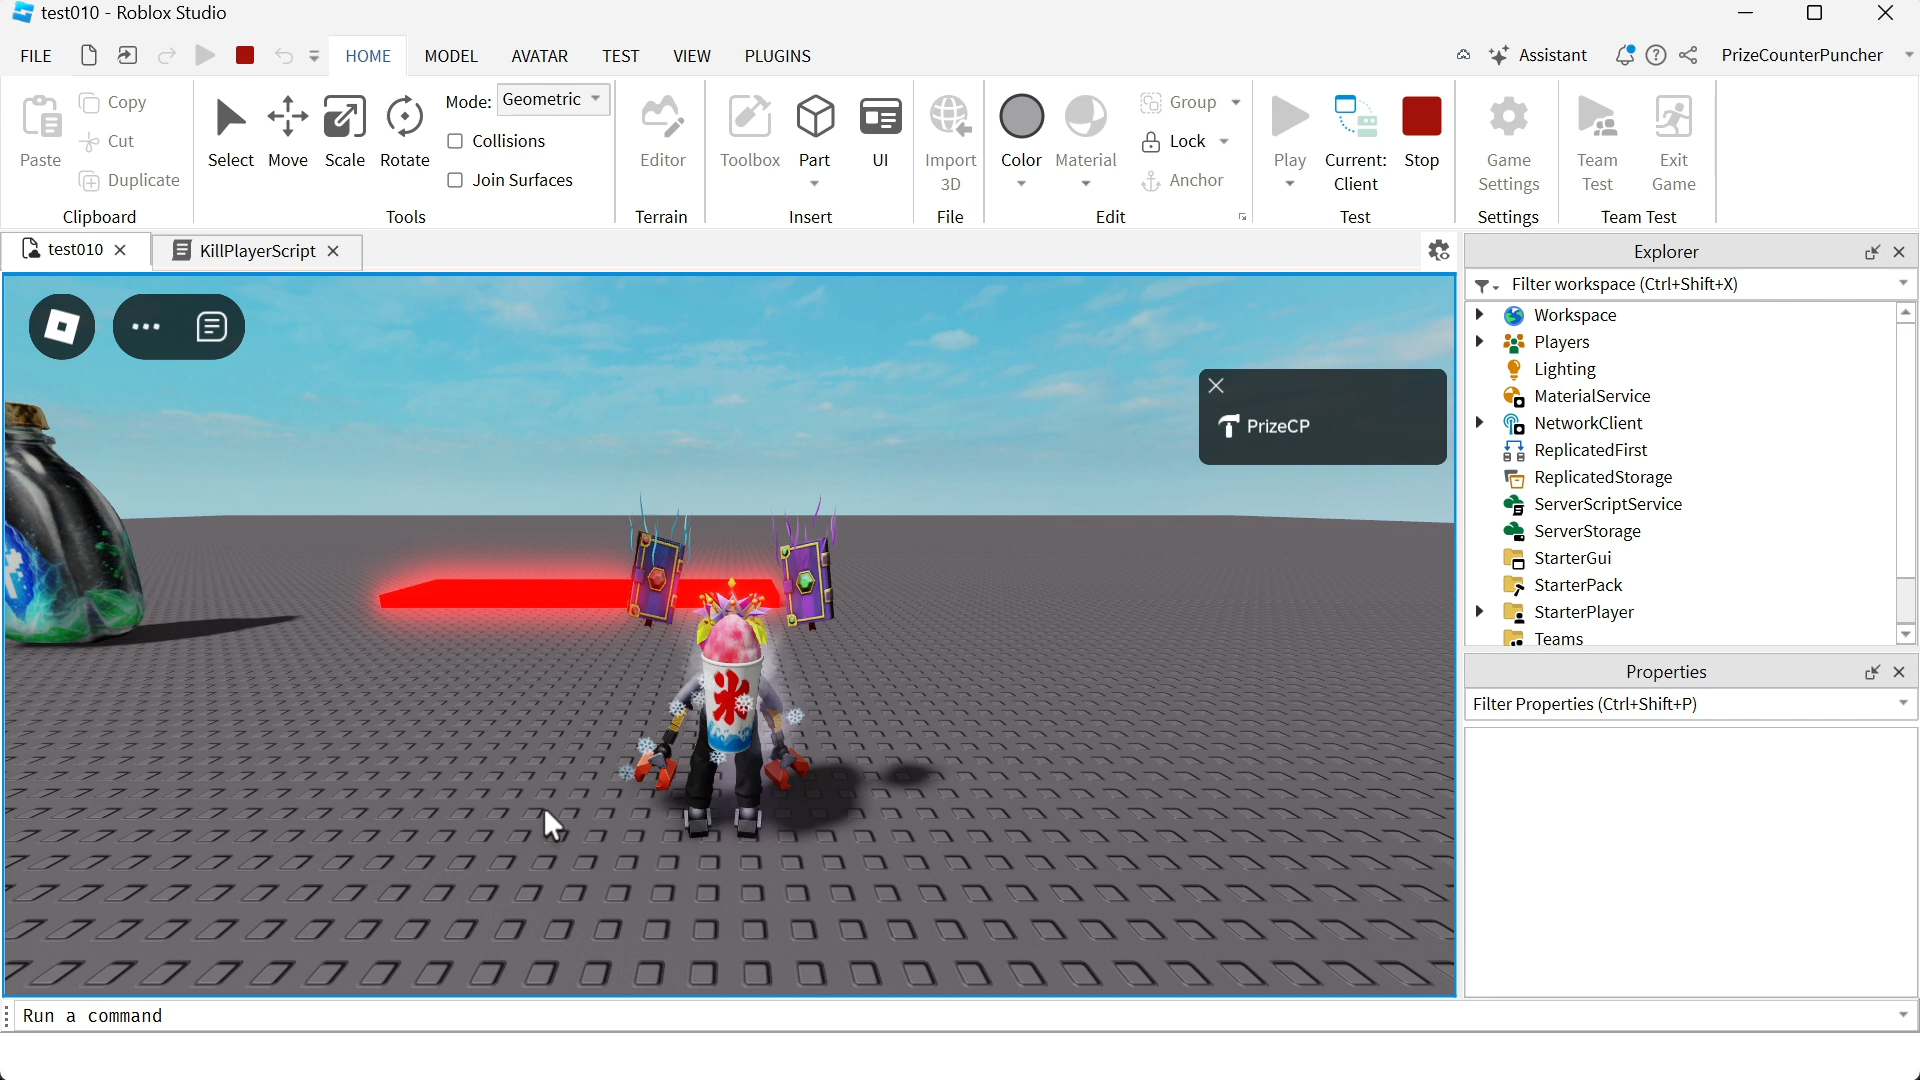 test010 - Roblox Studio
FILE HOME MODEL AVATAR TEST VIEW PLUGINS Assistant PrizeCounterPuncher
Paste Copy Cut Duplicate
Clipboard
Select Move Scale Rotate
Mode: Geometric
Collisions
Join Surfaces
Tools
Editor
Terrain
Toolbox Part UI
Insert
Import
3D
File
Color Material
Group
Lock
Anchor
Edit
Play
Current:
Client
Stop
Test
Game
Settings
Settings
Team
Test
Exit
Game
Team Test
test010 KillPlayerScript
PrizeCP
氷
Explorer
Filter workspace (Ctrl+Shift+X)
Workspace
Players
Lighting
MaterialService
NetworkClient
ReplicatedFirst
ReplicatedStorage
ServerScriptService
ServerStorage
StarterGui
StarterPack
StarterPlayer
Teams
Properties
Filter Properties (Ctrl+Shift+P)
Run a command